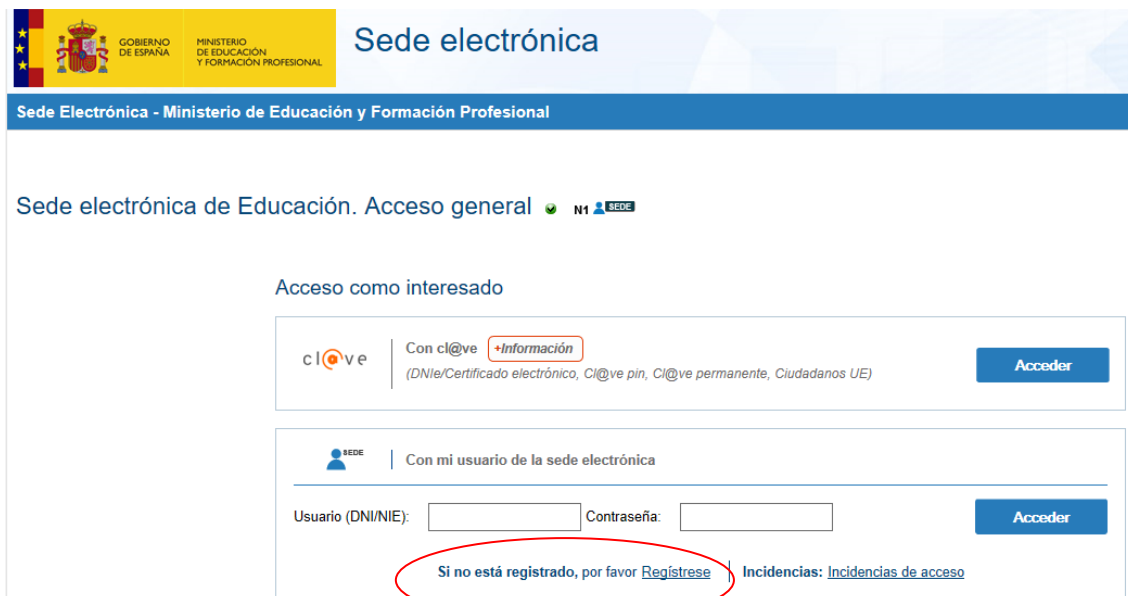 GOBIERNO
DE ESPAÑA
MINISTERIO
DE EDUCACIÓN
Y FORMACIÓN PROFESIONAL
Sede electrónica
Sede Electrónica - Ministerio de Educación y Formación Profesional
Sede electrónica de Educación. Acceso general N1 SEDE
Acceso como interesado
cl@ve
Con cl@ve +Información
(DNIe/Certificado electrónico, Cl@ve pin, Cl@ve permanente, Ciudadanos UE)
Acceder
SEDE
Con mi usuario de la sede electrónica
Usuario (DNI/NIE): Contraseña: Acceder
Si no está registrado, por favor Regístrese Incidencias: Incidencias de acceso